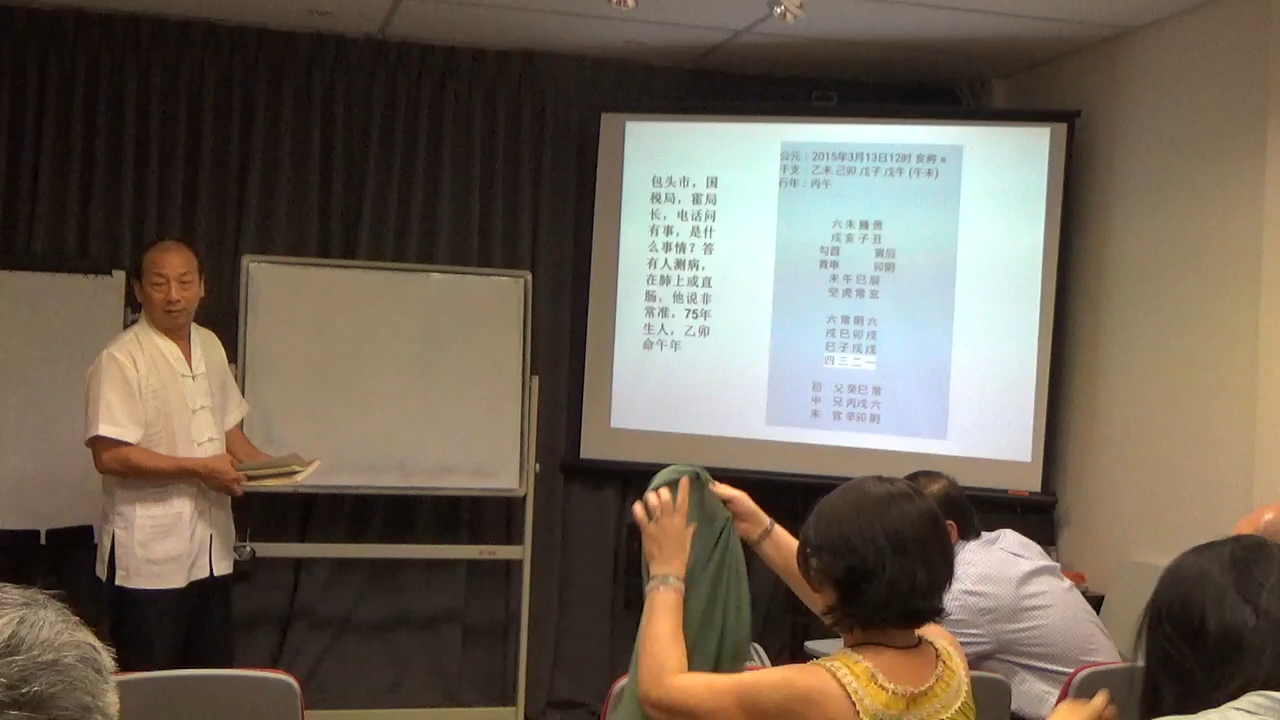 包头市，国
税局，霍局
长，电话问
有事，是什
么事情？答
有人测病，
在肺上或直
肠，他说非
常准，75年
生人，乙卯
命午年
公元：2015年3月13日12时 亥将
干支：乙未 己卯 戊子 戊午 (午未)
行年：丙午
六 朱 螣 贵
戌 亥 子 丑
勾酉 寅后
青申 卯阴
未 午 巳 辰
空 虎 常 玄
六 常 阴 六
戌 巳 卯 戌
巳 子 戌 戊
四 三 二 一
初 父 癸巳 常
中 兄 丙戌 六
末 官 辛卯 阴